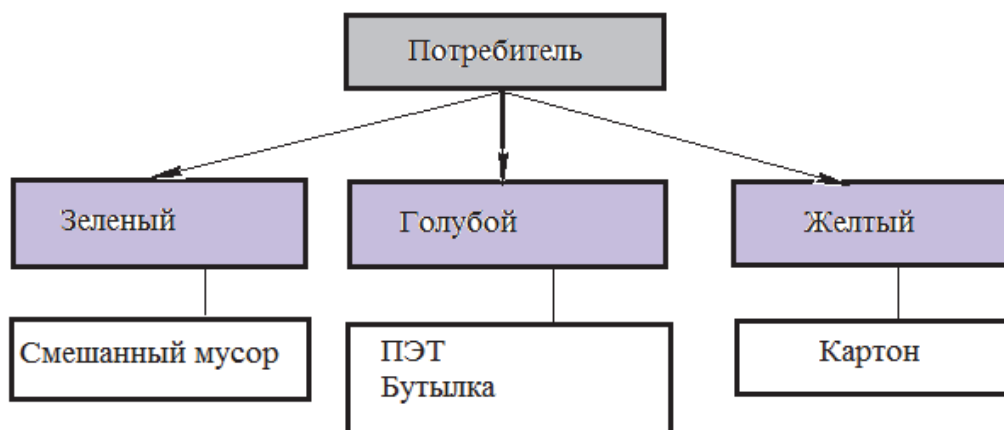 Потребитель
Зеленый
Голубой
Желтый
Смешанный мусор
ПЭТ
Бутылка
Картон